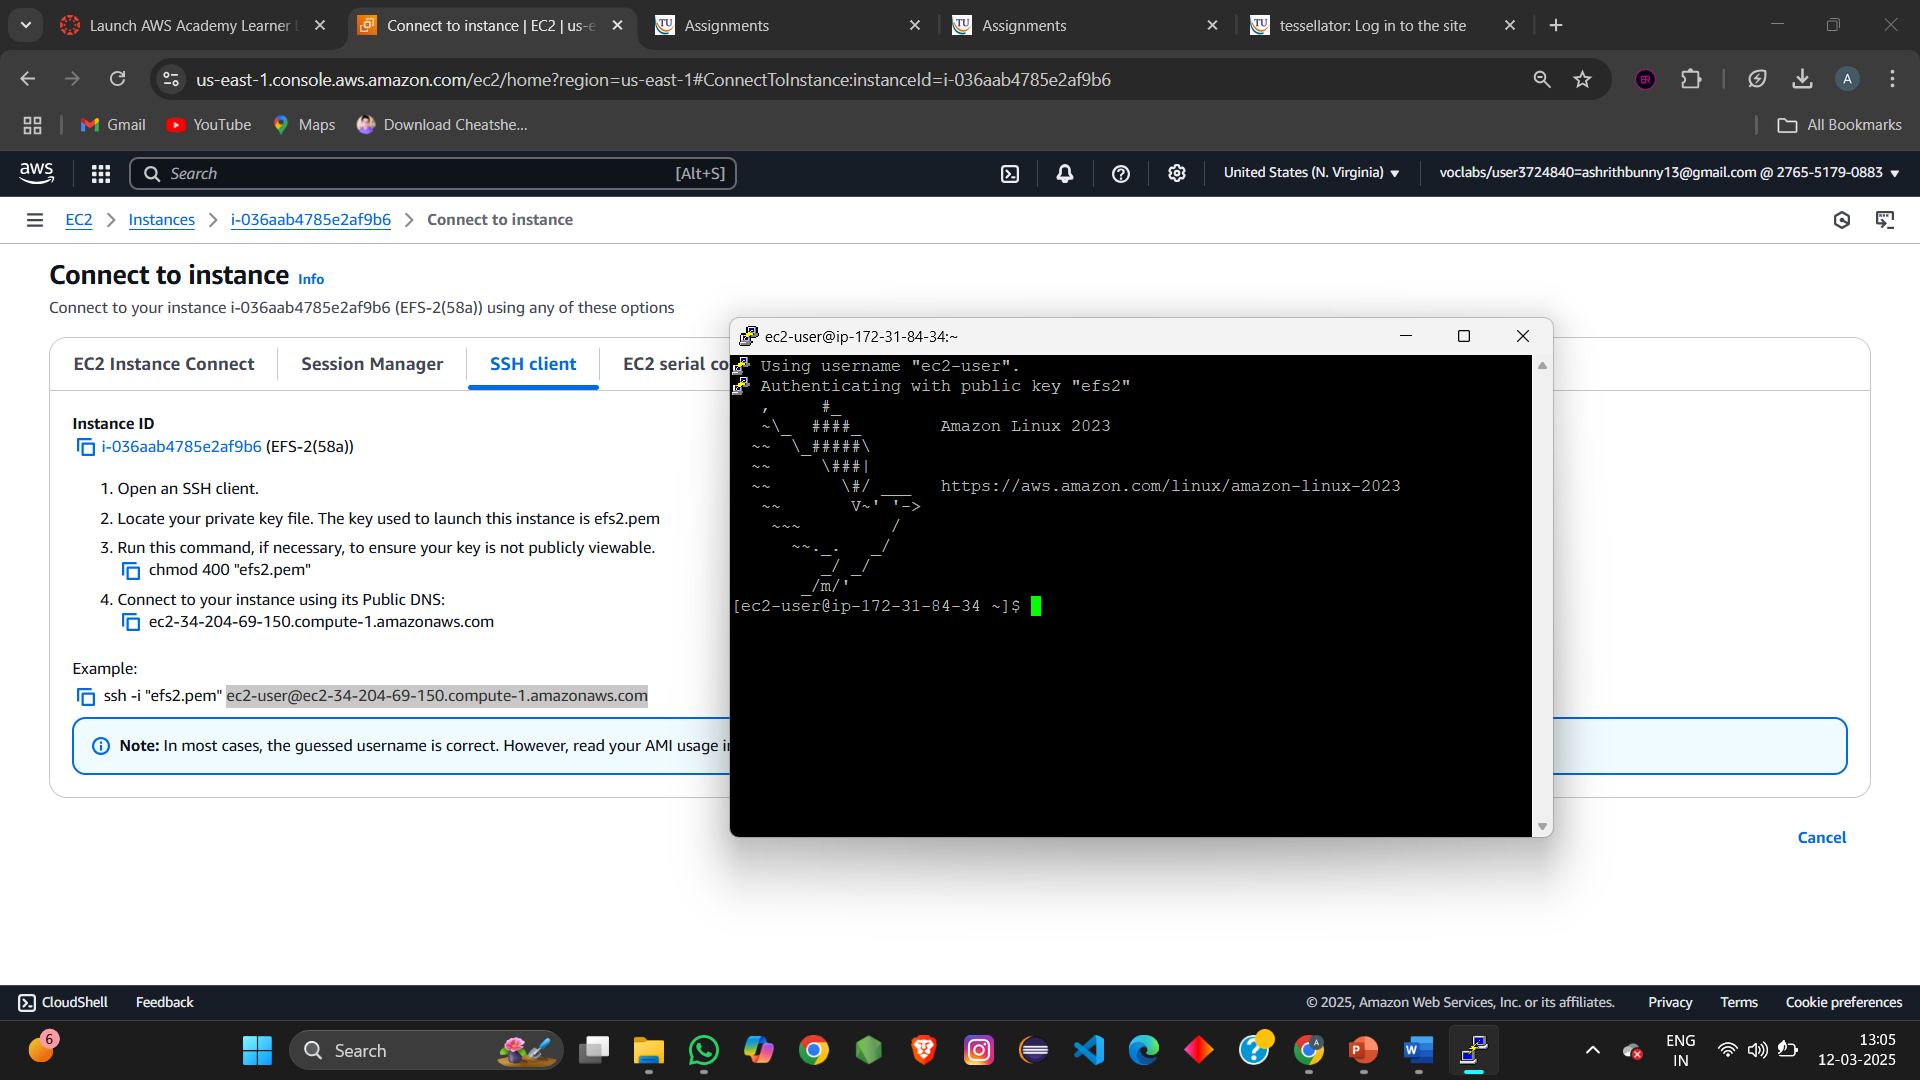 Launch AWS Academy Learner L
Connect to instance | EC2 | us-e
Assignments
Assignments
tessellator: Log in to the site
us-east-1.console.aws.amazon.com/ec2/home?region=us-east-1#ConnectToInstance:instanceId=i-036aab4785e2af9b6
A
Gmail
YouTube
Maps
Download Cheatshe...
All Bookmarks
aws
Search
[Alt+S]
United States (N. Virginia)
voclabs/user3724840=ashrithbunny13@gmail.com @ 2765-5179-0883
EC2
Instances
i-036aab4785e2af9b6
Connect to instance
Connect to instance Info
Connect to your instance i-036aab4785e2af9b6 (EFS-2(58a)) using any of these options
EC2 Instance Connect
Session Manager
SSH client
EC2 serial co
Instance ID
i-036aab4785e2af9b6 (EFS-2(58a))
1. Open an SSH client.
2. Locate your private key file. The key used to launch this instance is efs2.pem
3. Run this command, if necessary, to ensure your key is not publicly viewable.
chmod 400 "efs2.pem"
4. Connect to your instance using its Public DNS:
ec2-34-204-69-150.compute-1.amazonaws.com
Example:
ssh -i "efs2.pem" ec2-user@ec2-34-204-69-150.compute-1.amazonaws.com
Note: In most cases, the guessed username is correct. However, read your AMI usage in
Cancel
ec2-user@ip-172-31-84-34:~
Using username "ec2-user".
Authenticating with public key "efs2"
   ,     #_
   ~\_  ####_        Amazon Linux 2023
  ~~  \_#####\
  ~~     \###|
  ~~       \#/ ___   https://aws.amazon.com/linux/amazon-linux-2023
   ~~       V~' '->
    ~~~         /
      ~~._.   _/
         _/ _/
       _/m/'
[ec2-user@ip-172-31-84-34 ~]$
CloudShell
Feedback
© 2025, Amazon Web Services, Inc. or its affiliates.
Privacy
Terms
Cookie preferences
6
Search
ENG
IN
13:05
12-03-2025